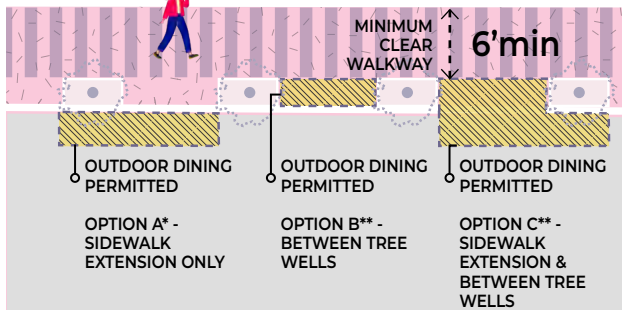 MINIMUM
CLEAR
WALKWAY
6'min
OUTDOOR DINING
PERMITTED
OPTION A* -
SIDEWALK
EXTENSION ONLY
OUTDOOR DINING
PERMITTED
OPTION B** -
BETWEEN TREE
WELLS
OUTDOOR DINING
PERMITTED
OPTION C** -
SIDEWALK
EXTENSION &
BETWEEN TREE
WELLS